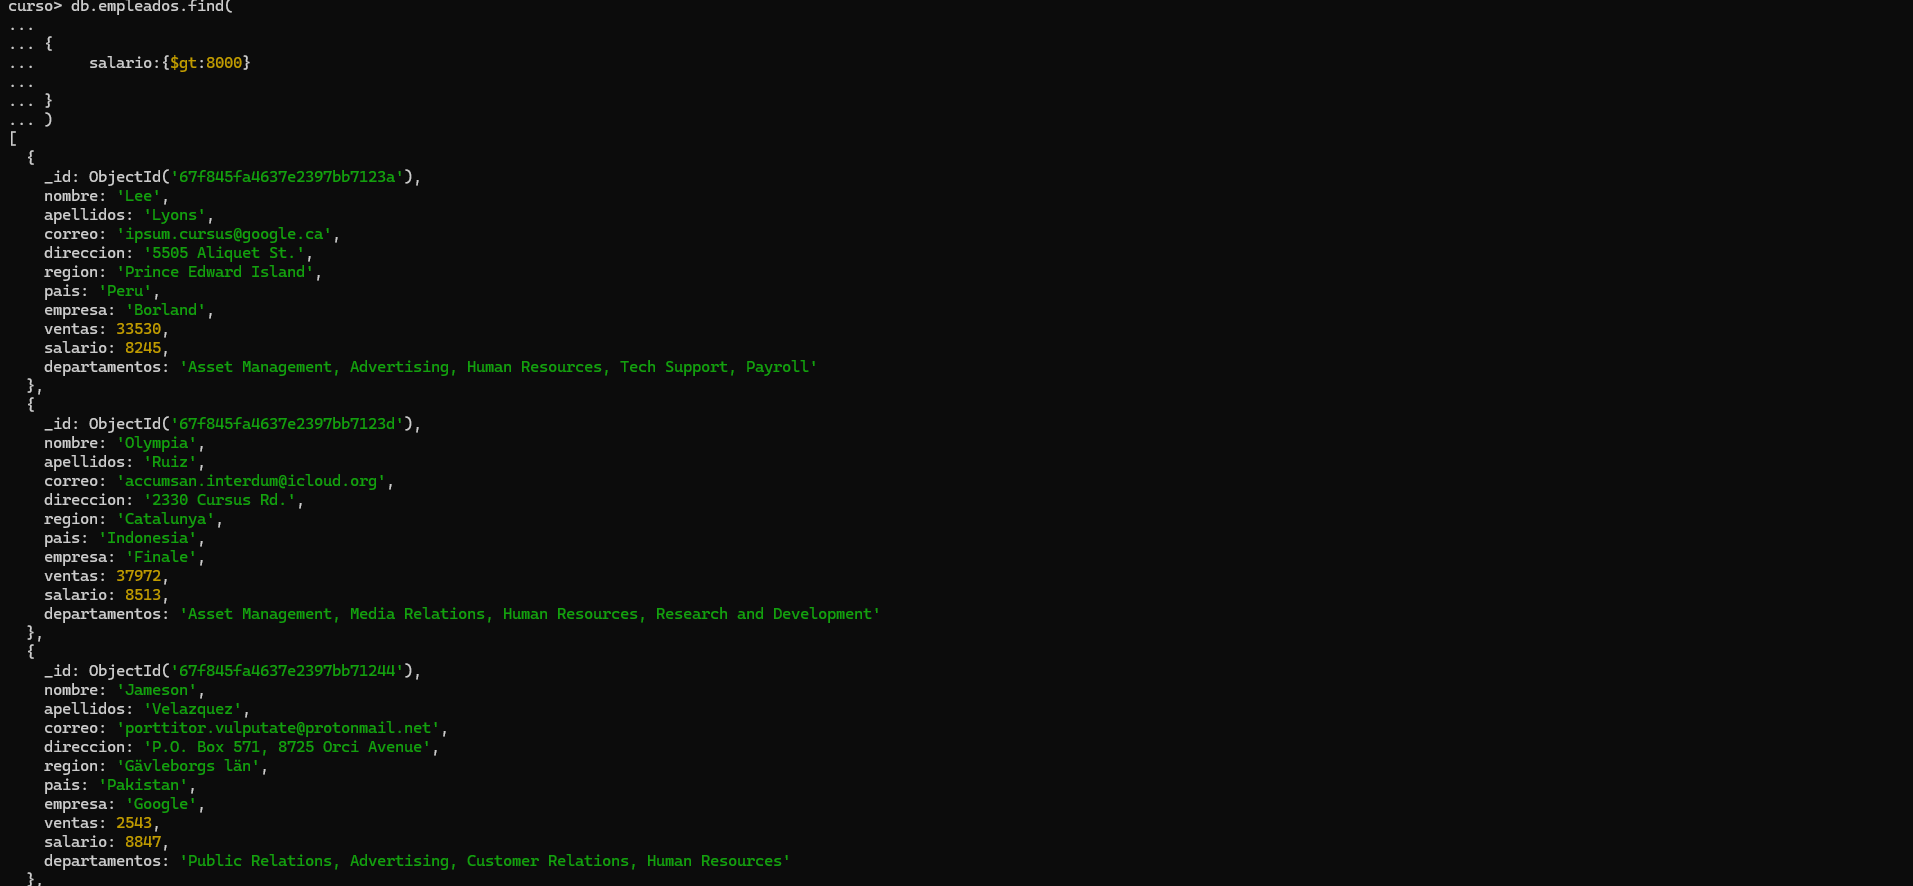 curso> db.empleados.find(
...
... {
...      salario:{$gt:8000}
...
... }
... )
[
  {
    _id: ObjectId('67f845fa4637e2397bb7123a'),
    nombre: 'Lee',
    apellidos: 'Lyons',
    correo: 'ipsum.cursus@google.ca',
    direccion: '5505 Aliquet St.',
    region: 'Prince Edward Island',
    pais: 'Peru',
    empresa: 'Borland',
    ventas: 33530,
    salario: 8245,
    departamentos: 'Asset Management, Advertising, Human Resources, Tech Support, Payroll'
  },
  {
    _id: ObjectId('67f845fa4637e2397bb7123d'),
    nombre: 'Olympia',
    apellidos: 'Ruiz',
    correo: 'accumsan.interdum@icloud.org',
    direccion: '2330 Cursus Rd.',
    region: 'Catalunya',
    pais: 'Indonesia',
    empresa: 'Finale',
    ventas: 37972,
    salario: 8513,
    departamentos: 'Asset Management, Media Relations, Human Resources, Research and Development'
  },
  {
    _id: ObjectId('67f845fa4637e2397bb71244'),
    nombre: 'Jameson',
    apellidos: 'Velazquez',
    correo: 'porttitor.vulputate@protonmail.net',
    direccion: 'P.O. Box 571, 8725 Orci Avenue',
    region: 'Gävleborgs län',
    pais: 'Pakistan',
    empresa: 'Google',
    ventas: 2543,
    salario: 8847,
    departamentos: 'Public Relations, Advertising, Customer Relations, Human Resources'
  },